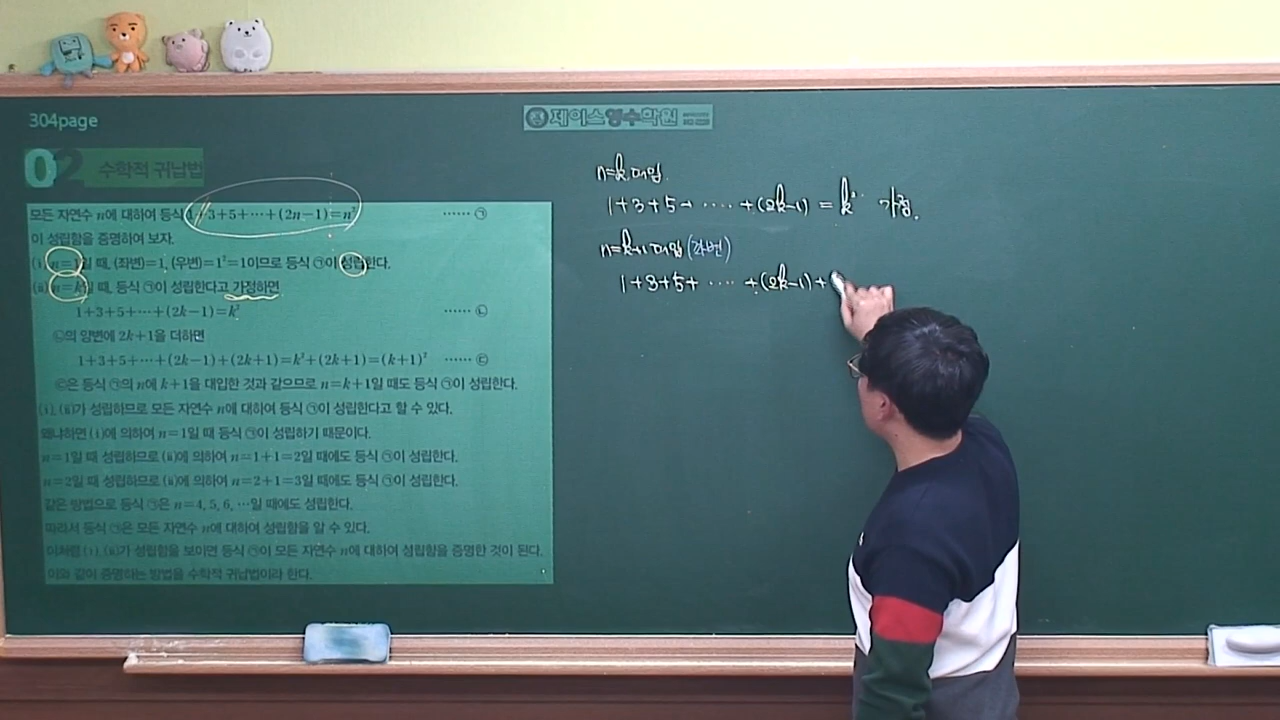 304page
제이스영수학원
02 수학적 귀납법
모든 자연수 n에 대하여 등식 1+3+5+⋯+(2n−1)=n² ⋯⋯ ㉠
이 성립함을 증명하여 보자.
(ⅰ) n=1일 때, (좌변)=1, (우변)=1²=1이므로 등식 ㉠이 성립한다.
(ⅱ) n=k일 때, 등식 ㉠이 성립한다고 가정하면
1+3+5+⋯+(2k−1)=k² ⋯⋯ ㉡
㉡의 양변에 2k+1을 더하면
1+3+5+⋯+(2k−1)+(2k+1)=k²+(2k+1)=(k+1)² ⋯⋯ ㉢
㉢은 등식 ㉠의 n에 k+1을 대입한 것과 같으므로 n=k+1일 때도 등식 ㉠이 성립한다.
(ⅰ), (ⅱ)가 성립하므로 모든 자연수 n에 대하여 등식 ㉠이 성립한다고 할 수 있다.
왜냐하면 (ⅰ)에 의하여 n=1일 때 등식 ㉠이 성립하기 때문이다.
n=1일 때 성립하므로 (ⅱ)에 의하여 n=1+1=2일 때에도 등식 ㉠이 성립한다.
n=2일 때 성립하므로 (ⅱ)에 의하여 n=2+1=3일 때에도 등식 ㉠이 성립한다.
같은 방법으로 등식 ㉠은 n=4, 5, 6, ⋯일 때에도 성립한다.
따라서 등식 ㉠은 모든 자연수 n에 대하여 성립함을 알 수 있다.
이처럼 (ⅰ), (ⅱ)가 성립함을 보이면 등식 ㉠이 모든 자연수 n에 대하여 성립함을 증명한 것이 된다.
이와 같이 증명하는 방법을 수학적 귀납법이라 한다.
n=k 대입
1+3+5+⋯⋯+(2k−1) = k² 가정.
n=k+1 대입 (좌변)
1+3+5+⋯⋯+(2k−1)+